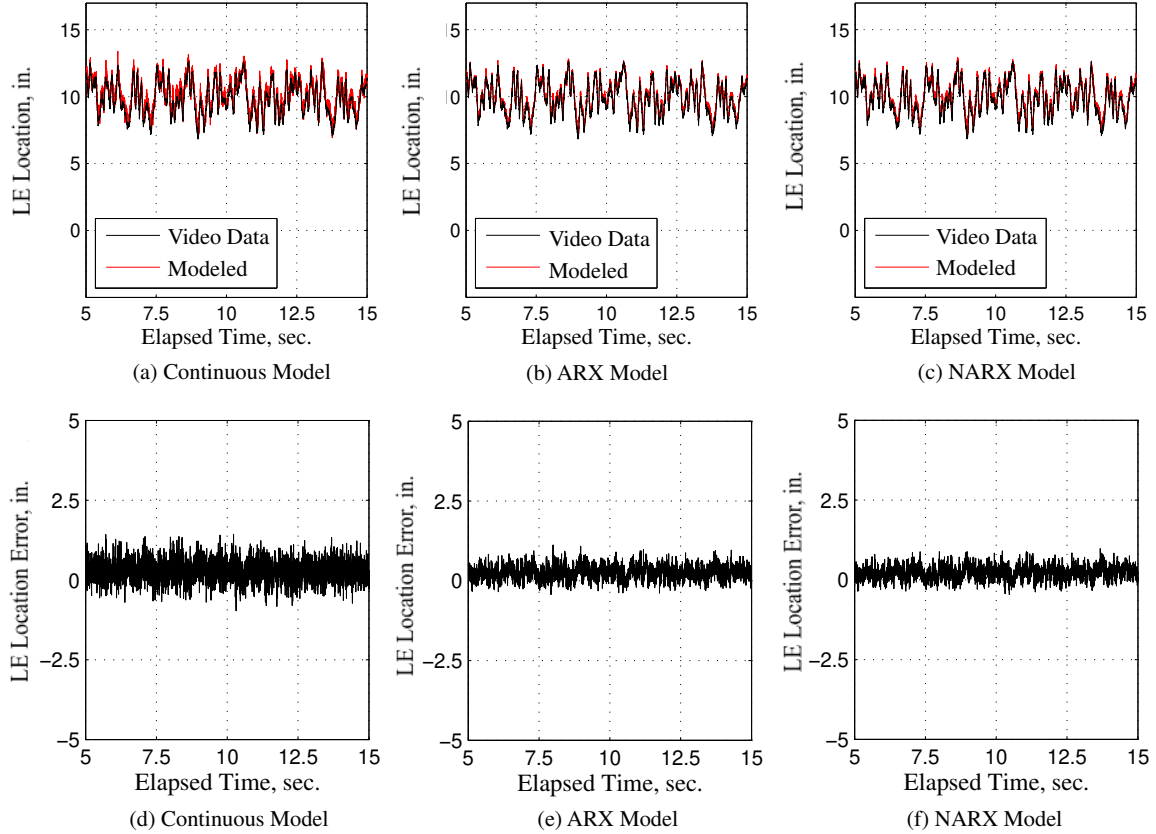 15
10
5
0
LE Location, in.
Video Data
Modeled
5 7.5 10 12.5 15
Elapsed Time, sec.
(a) Continuous Model
15
5
0
LE Location, in.
Video Data
Modeled
5 7.5 10 12.5 15
Elapsed Time, sec.
(b) ARX Model
15
10
5
0
LE Location, in.
Video Data
Modeled
5 7.5 10 12.5 15
Elapsed Time, sec.
(c) NARX Model
5
2.5
0
−2.5
−5
LE Location Error, in.
5 7.5 10 12.5 15
Elapsed Time, sec.
(d) Continuous Model
5
2.5
0
−2.5
−5
LE Location Error, in.
5 7.5 10 12.5 15
Elapsed Time, sec.
(e) ARX Model
5
2.5
0
−2.5
−5
LE Location Error, in.
5 7.5 10 12.5 15
Elapsed Time, sec.
(f) NARX Model